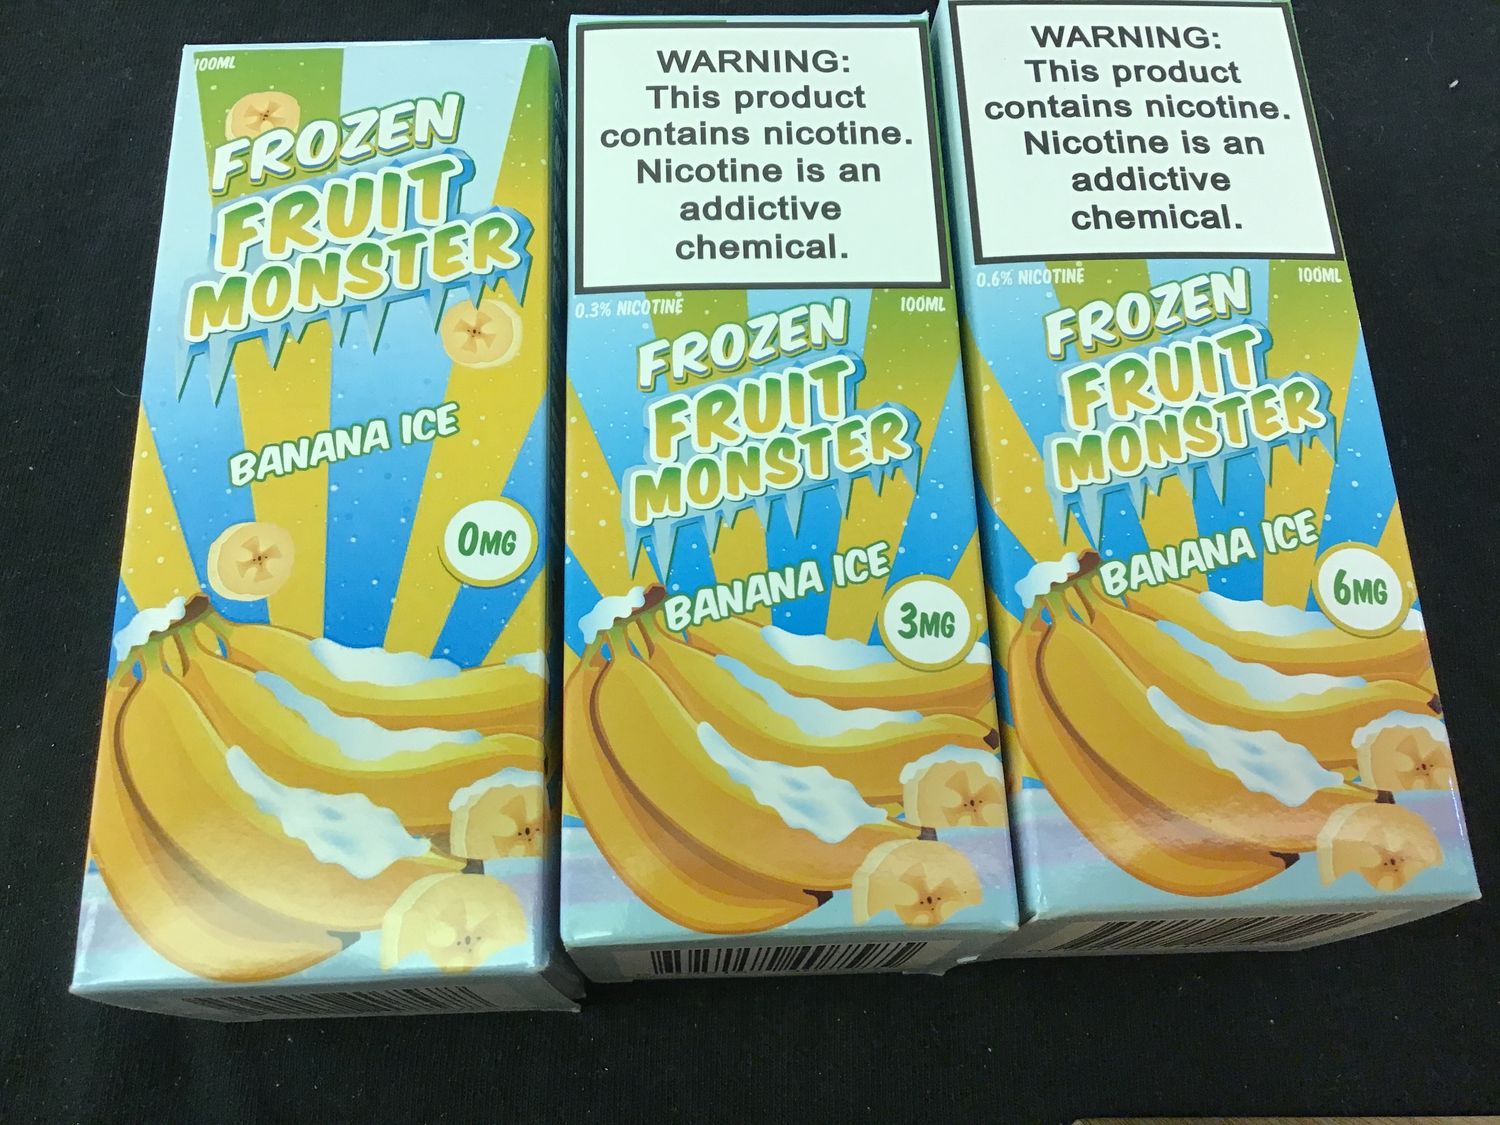 100ML
FROZEN
FRUIT
MONSTER
BANANA ICE
0MG
WARNING:
This product
contains nicotine.
Nicotine is an
addictive
chemical.
0.3% NICOTINE
100ML
FROZEN
FRUIT
MONSTER
BANANA ICE
3MG
WARNING:
This product
contains nicotine.
Nicotine is an
addictive
chemical.
0.6% NICOTINE
100ML
FROZEN
FRUIT
MONSTER
BANANA ICE
6MG